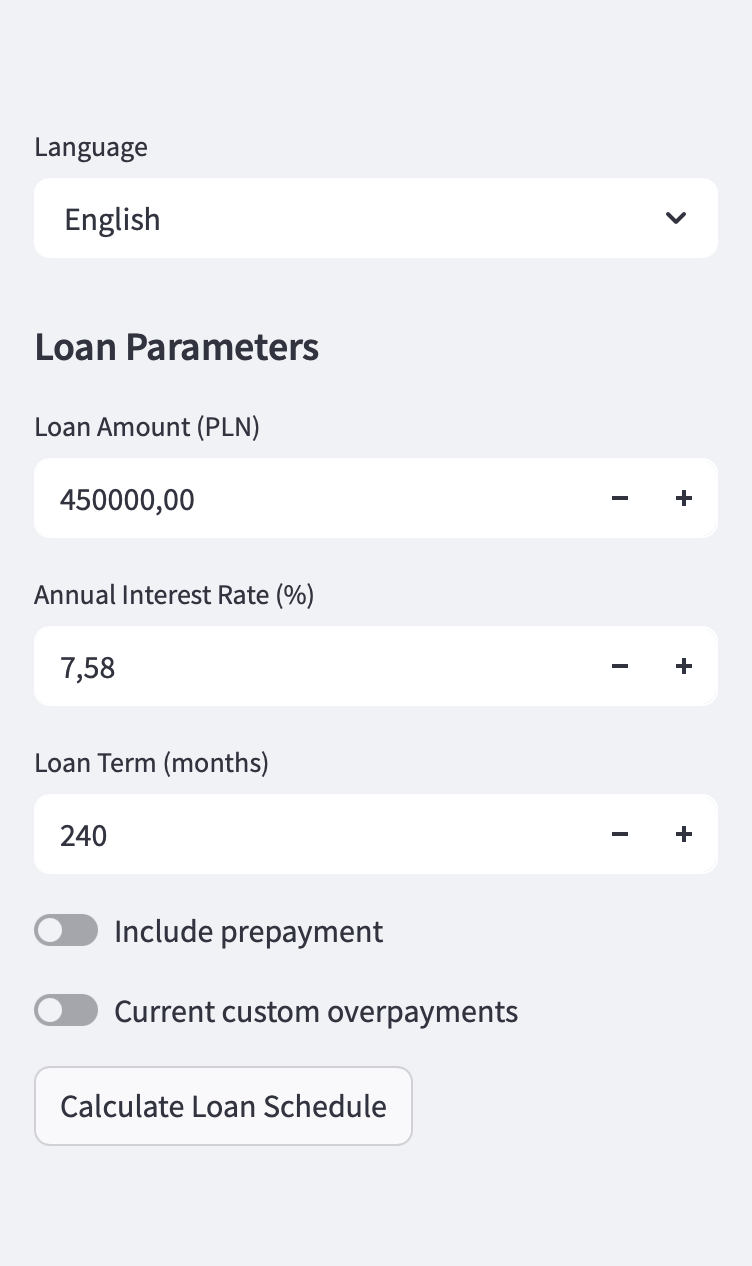 Language
English
Loan Parameters
Loan Amount (PLN)
450000,00
Annual Interest Rate (%)
7,58
Loan Term (months)
240
Include prepayment
Current custom overpayments
Calculate Loan Schedule